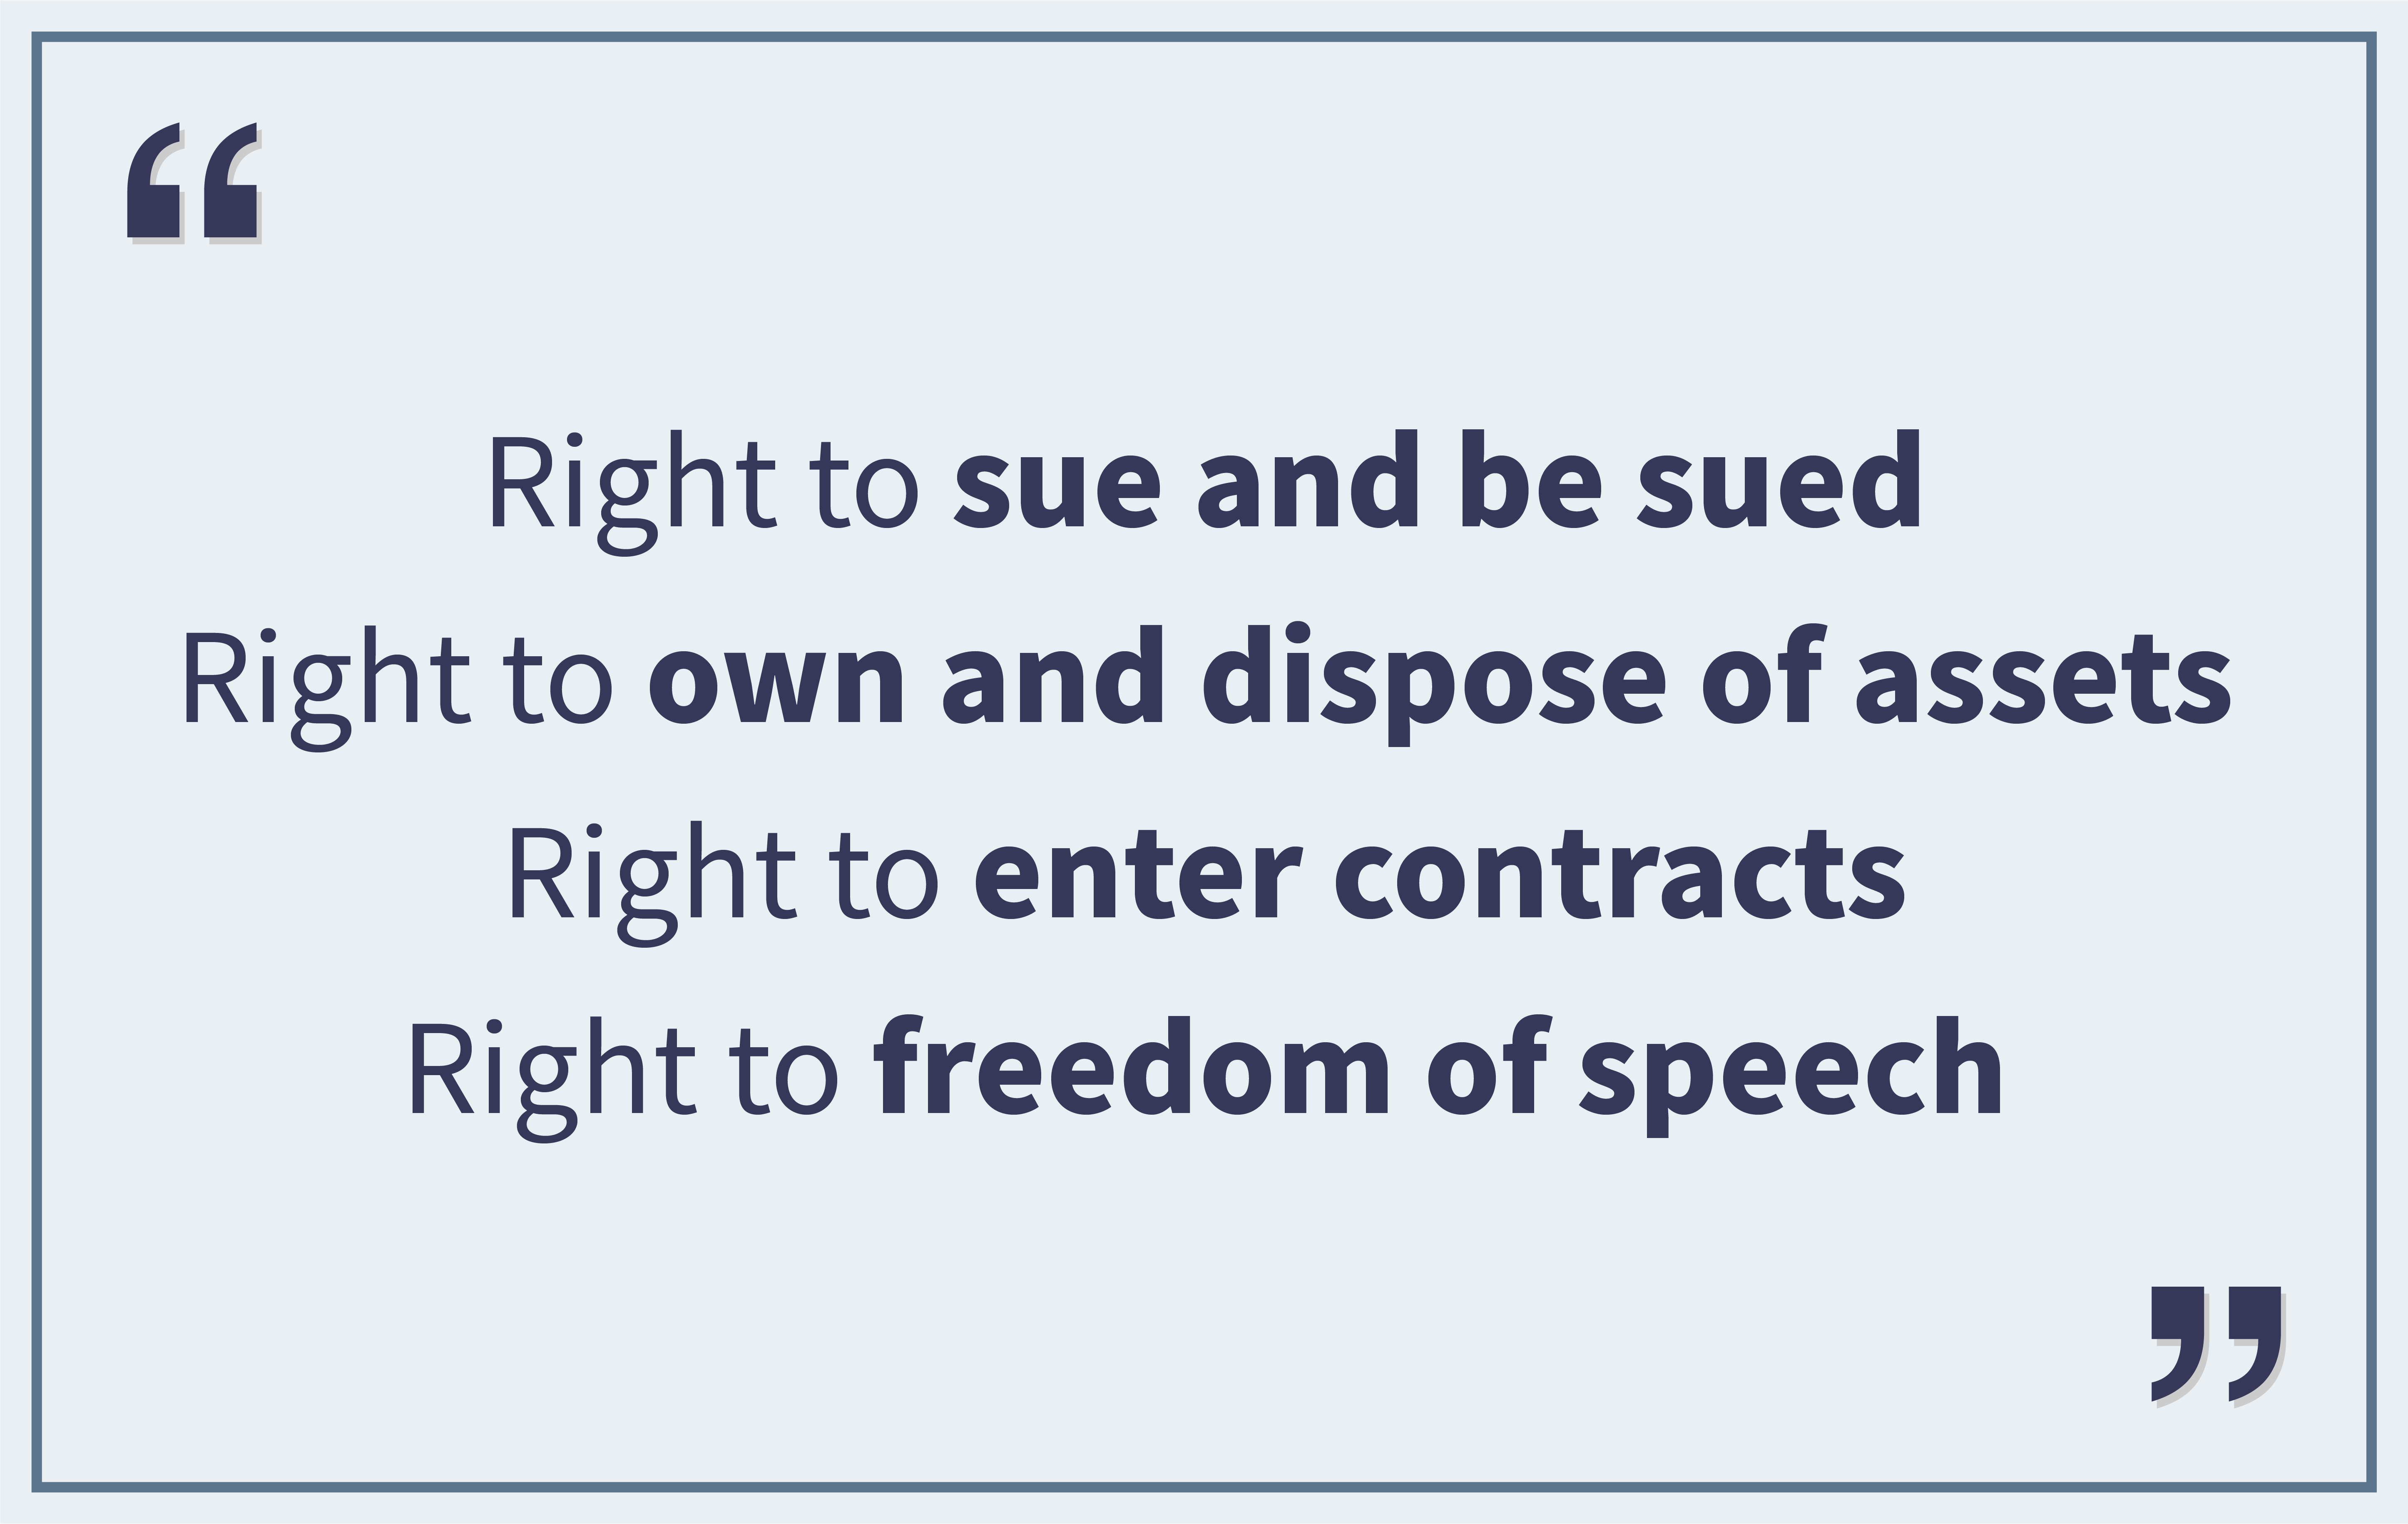 “
Right to sue and be sued
Right to own and dispose of assets
Right to enter contracts
Right to freedom of speech
”